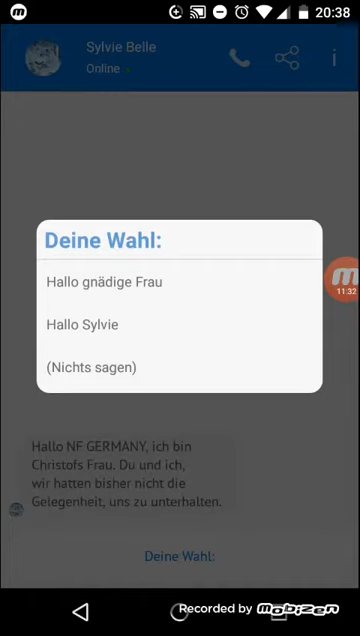 20:38
Sylvie Belle
Online
Deine Wahl:
Hallo gnädige Frau
Hallo Sylvie
(Nichts sagen)
11:32
Hallo NF GERMANY, ich bin
Christofs Frau. Du und ich,
wir hatten bisher nicht die
Gelegenheit, uns zu unterhalten.
Deine Wahl:
Recorded by mobizen